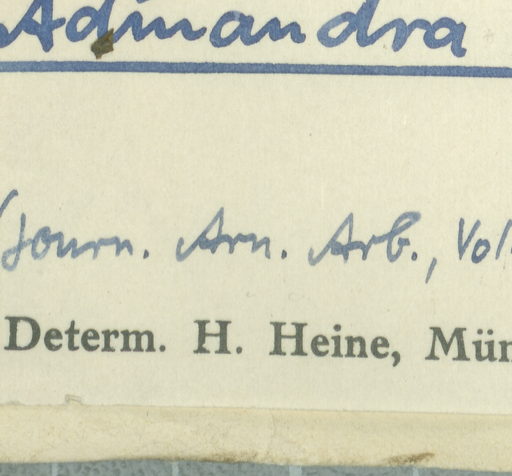 Adinandra
(Journ. Arn. Arb., Vol.
Determ. H. Heine, Mün